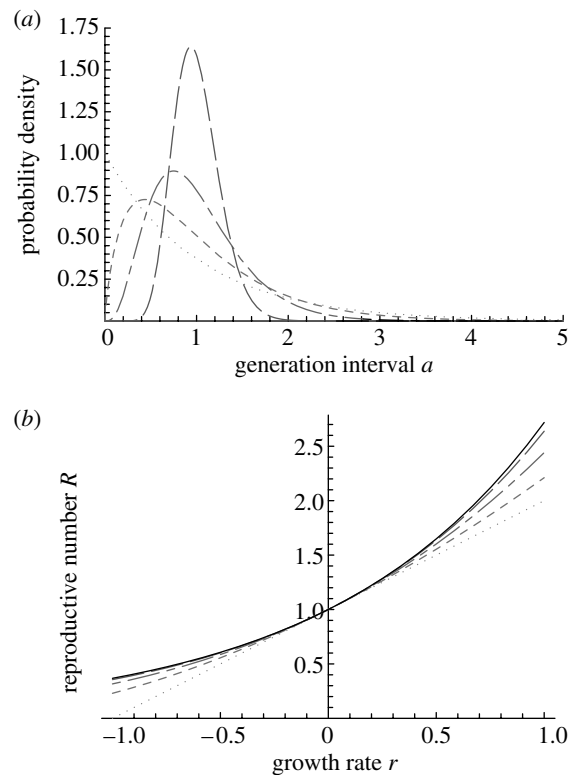 (a)
probability density
1.75
1.50
1.25
1.00
0.75
0.50
0.25
0 1 2 3 4 5
generation interval a
(b)
reproductive number R
2.5
2.0
1.5
1.0
0.5
−1.0 −0.5 0 0.5 1.0
growth rate r